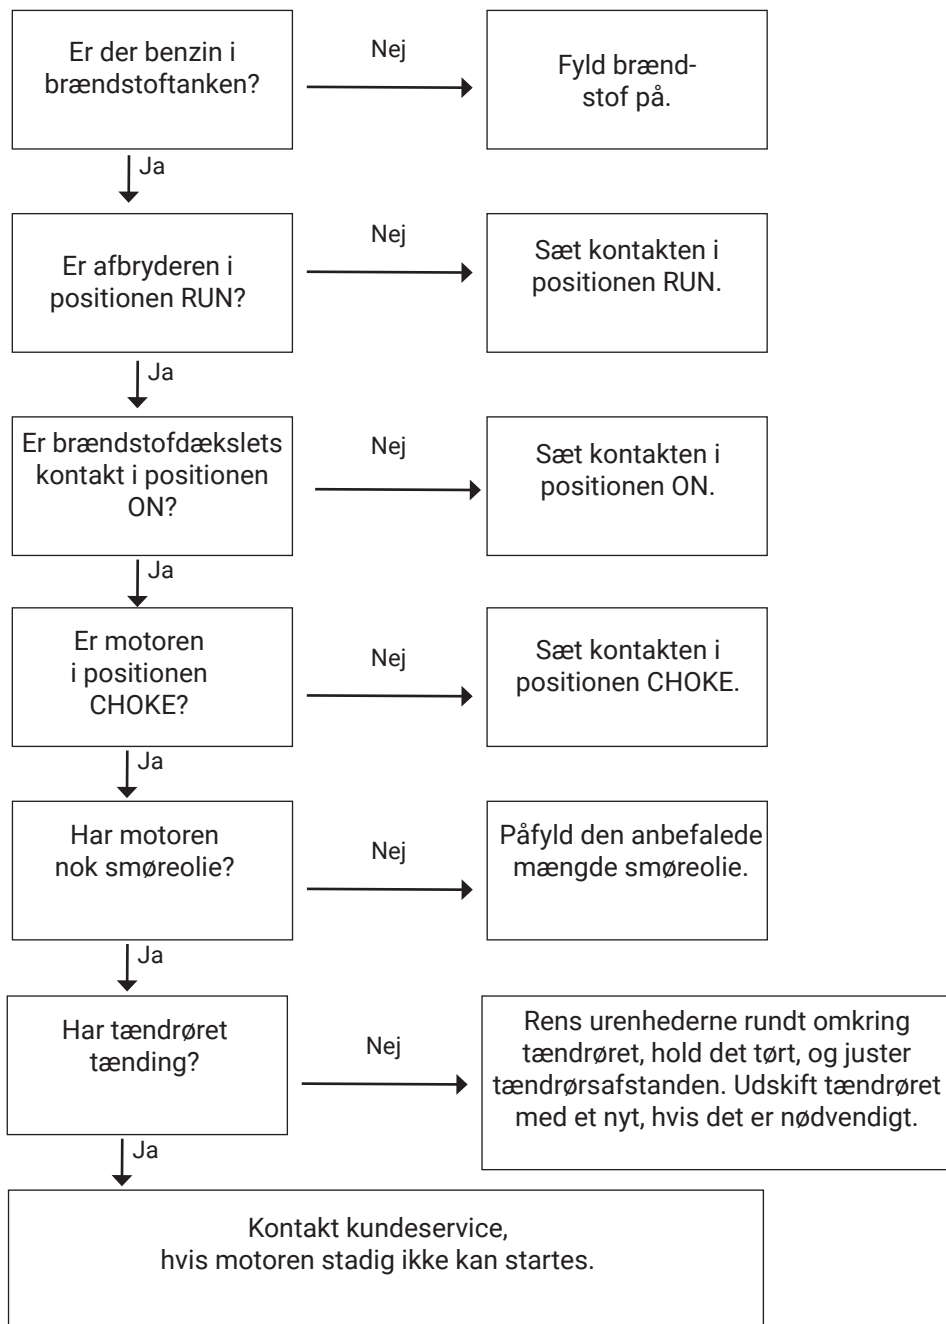 Er der benzin i
brændstoftanken?
Nej
Fyld brænd-
stof på.
Ja
Er afbryderen i
positionen RUN?
Nej
Sæt kontakten i
positionen RUN.
Ja
Er brændstofdækslets
kontakt i positionen
ON?
Nej
Sæt kontakten i
positionen ON.
Ja
Er motoren
i positionen
CHOKE?
Nej
Sæt kontakten i
positionen CHOKE.
Ja
Har motoren
nok smøreolie?
Nej
Påfyld den anbefalede
mængde smøreolie.
Ja
Har tændrøret
tænding?
Nej
Rens urenhederne rundt omkring
tændrøret, hold det tørt, og juster
tændrørsafstanden. Udskift tændrøret
med et nyt, hvis det er nødvendigt.
Ja
Kontakt kundeservice,
hvis motoren stadig ikke kan startes.